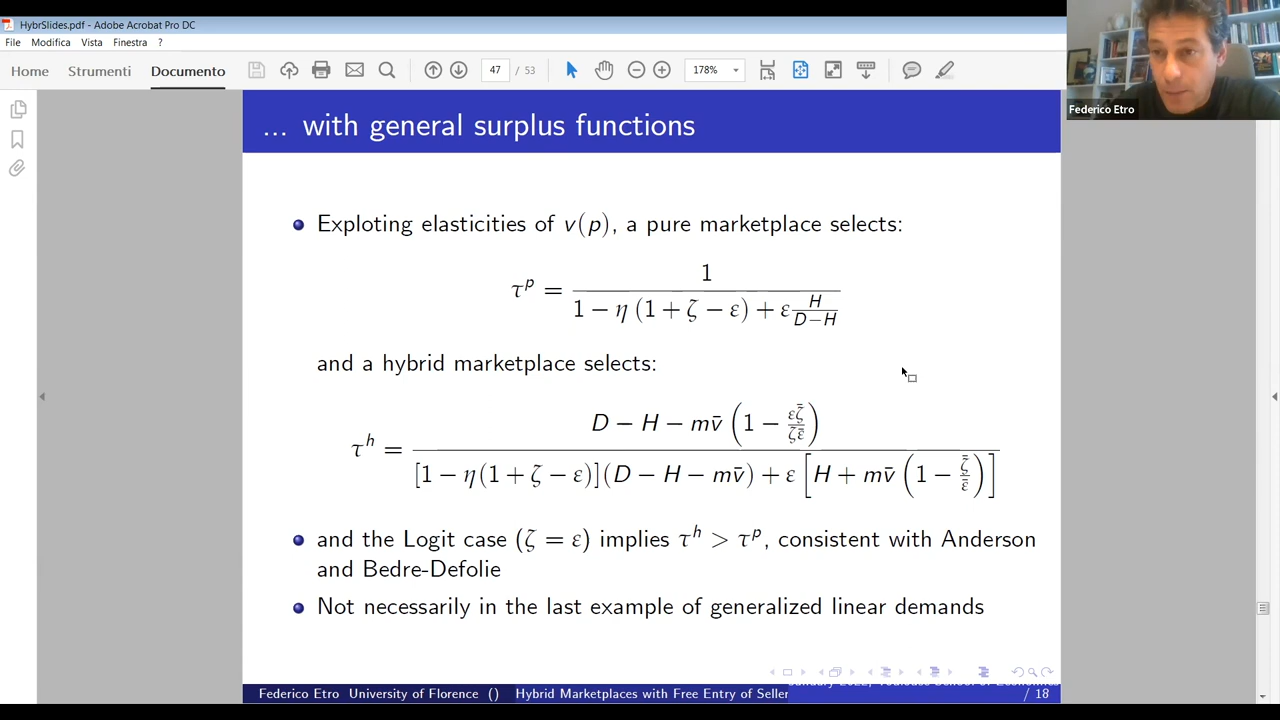 HybrSlides.pdf - Adobe Acrobat Pro DC
File Modifica Vista Finestra ?
Home Strumenti Documento 47 / 53 178%
Federico Etro
... with general surplus functions
Exploting elasticities of v(p), a pure marketplace selects:
τ^p = 1 / (1 − η (1 + ζ − ε) + ε H/(D−H))
and a hybrid marketplace selects:
τ^h = (D − H − mv̄ (1 − εζ̄/ζε̄)) / ([1 − η(1 + ζ − ε)](D − H − mv̄) + ε [H + mv̄ (1 − ζ̄/ε̄)])
and the Logit case (ζ = ε) implies τ^h > τ^p, consistent with Anderson
and Bedre-Defolie
Not necessarily in the last example of generalized linear demands
Federico Etro University of Florence () Hybrid Marketplaces with Free Entry of Seller / 18